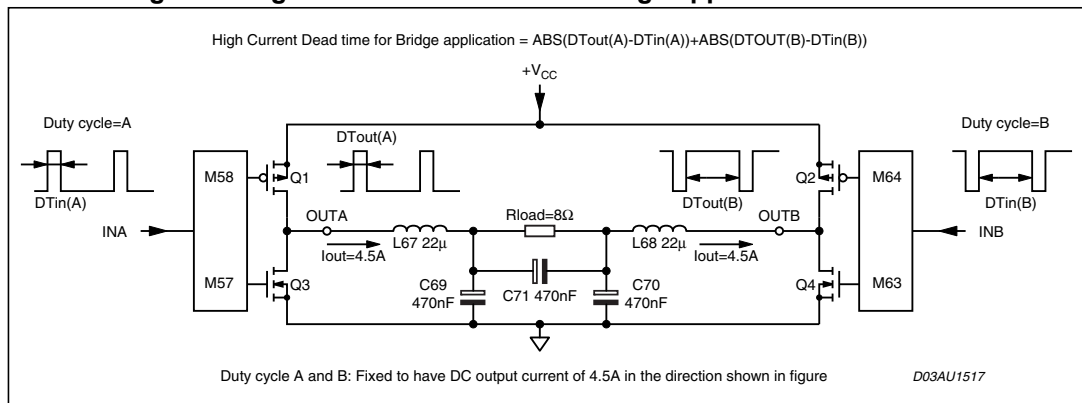 High Current Dead time for Bridge application = ABS(DTout(A)-DTin(A))+ABS(DTOUT(B)-DTin(B))
+VCC
Duty cycle=A
DTout(A)
Duty cycle=B
M58
Q1
Q2
M64
DTin(A)
DTout(B)
DTin(B)
OUTA
Rload=8Ω
OUTB
INA
L67 22μ
L68 22μ
INB
Iout=4.5A
Iout=4.5A
M57
Q3
C69
470nF
C71 470nF
C70
470nF
Q4
M63
Duty cycle A and B: Fixed to have DC output current of 4.5A in the direction shown in figure
D03AU1517